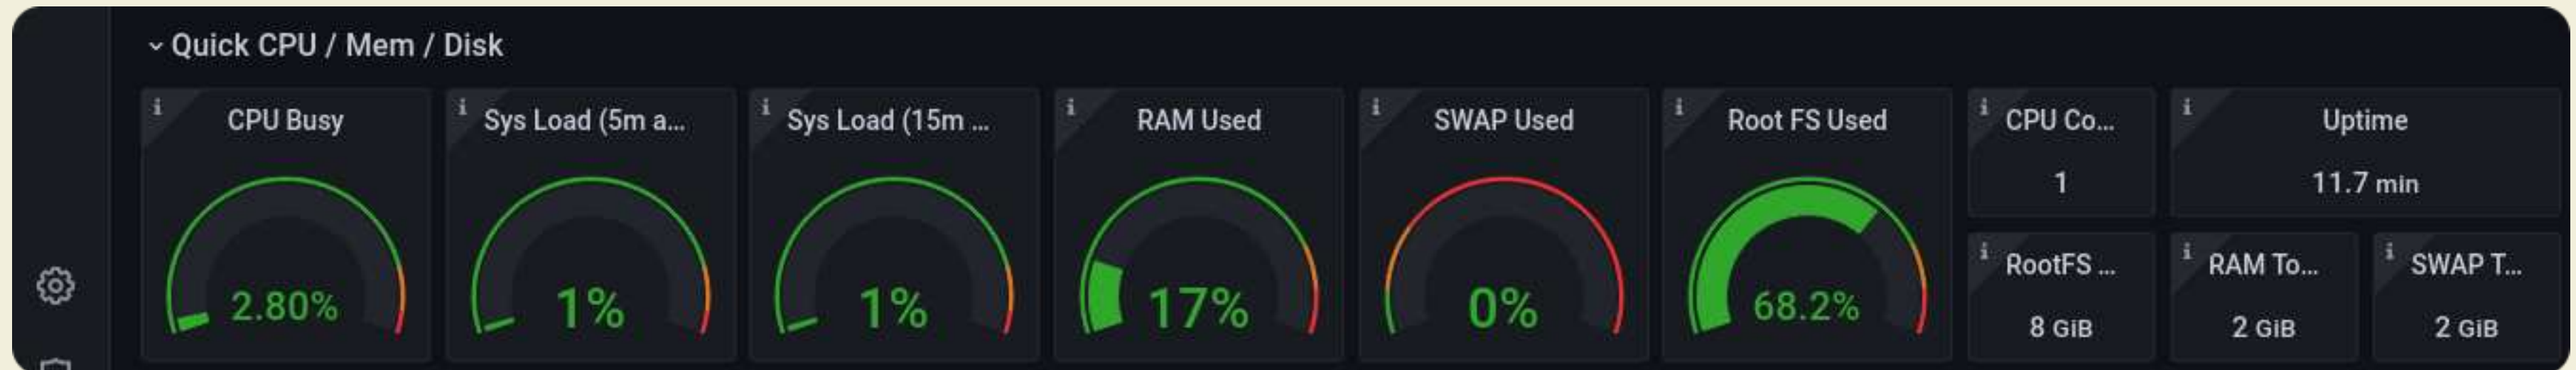 Quick CPU / Mem / Disk
i
CPU Busy
2.80%
i
Sys Load (5m a...
1%
i
Sys Load (15m ...
1%
i
RAM Used
17%
i
SWAP Used
0%
i
Root FS Used
68.2%
i
CPU Co...
1
i
Uptime
11.7 min
i
RootFS ...
8 GiB
i
RAM To...
2 GiB
i
SWAP T...
2 GiB